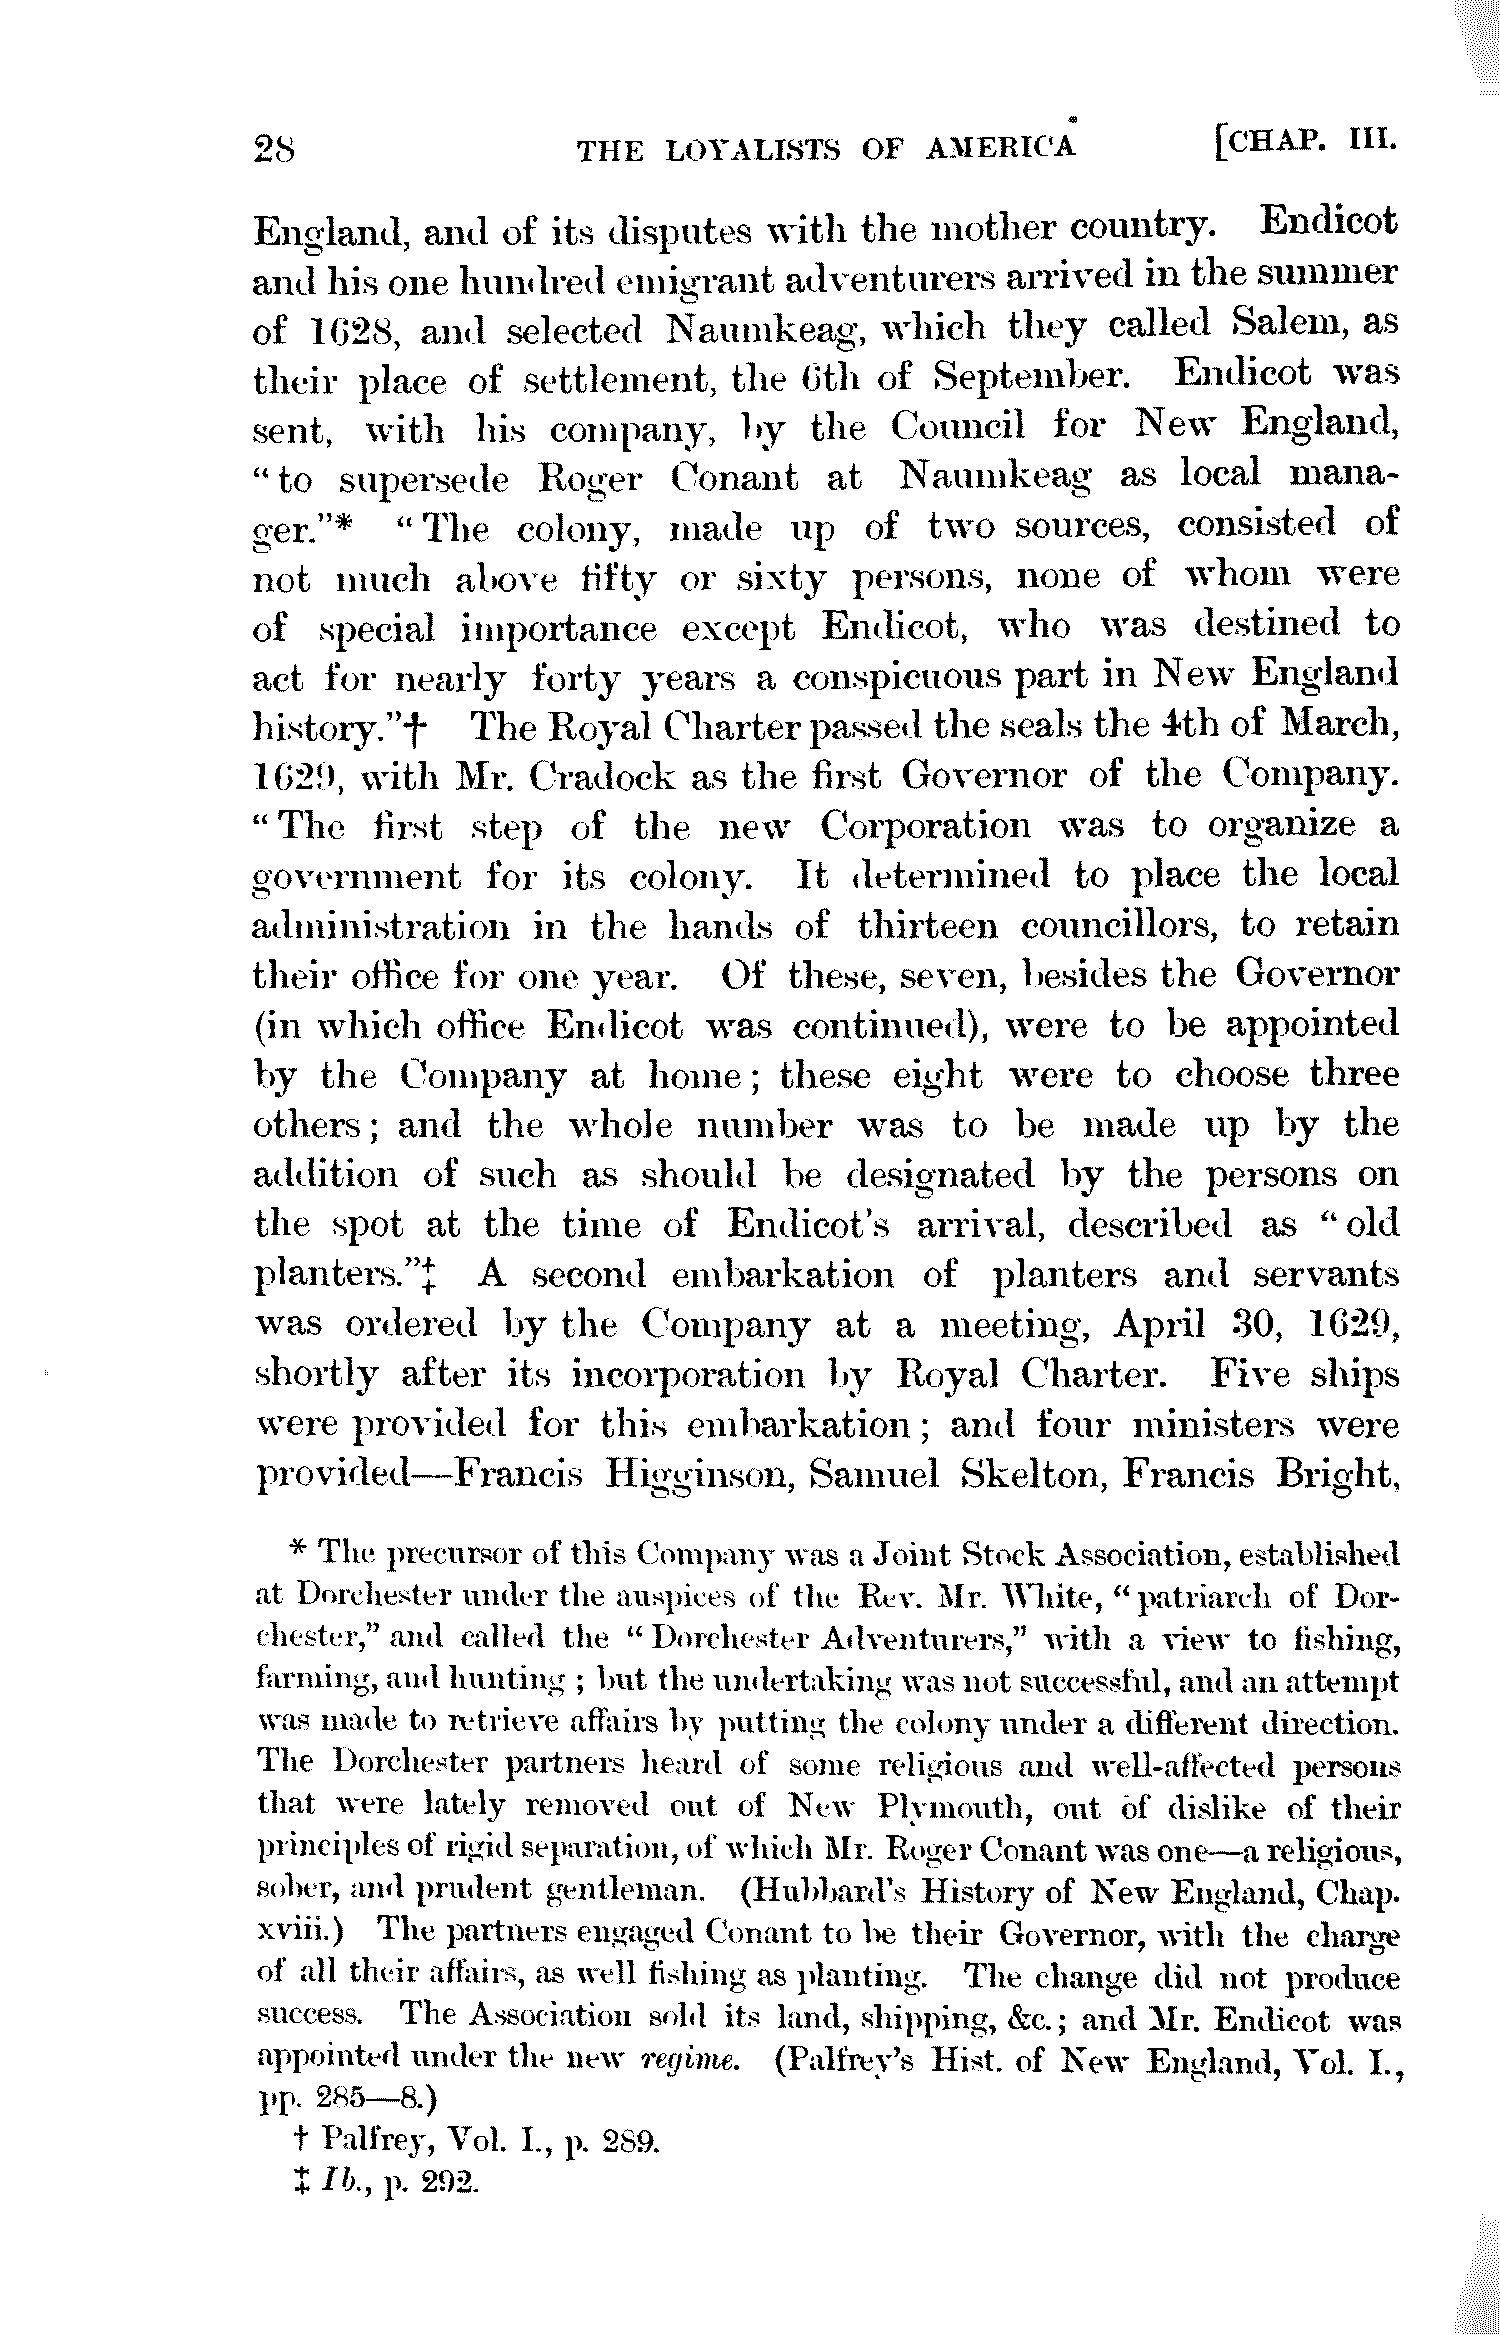 28 THE LOYALISTS OF AMERICA [CHAP. III.
England, and of its disputes with the mother country. Endicot
and his one hundred emigrant adventurers arrived in the summer
of 1628, and selected Naumkeag, which they called Salem, as
their place of settlement, the 6th of September. Endicot was
sent, with his company, by the Council for New England,
“to supersede Roger Conant at Naumkeag as local mana-
ger.”* “The colony, made up of two sources, consisted of
not much above fifty or sixty persons, none of whom were
of special importance except Endicot, who was destined to
act for nearly forty years a conspicuous part in New England
history.”† The Royal Charter passed the seals the 4th of March,
1629, with Mr. Cradock as the first Governor of the Company.
“The first step of the new Corporation was to organize a
government for its colony. It determined to place the local
administration in the hands of thirteen councillors, to retain
their office for one year. Of these, seven, besides the Governor
(in which office Endicot was continued), were to be appointed
by the Company at home; these eight were to choose three
others; and the whole number was to be made up by the
addition of such as should be designated by the persons on
the spot at the time of Endicot's arrival, described as “old
planters.”‡ A second embarkation of planters and servants
was ordered by the Company at a meeting, April 30, 1629,
shortly after its incorporation by Royal Charter. Five ships
were provided for this embarkation; and four ministers were
provided—Francis Higginson, Samuel Skelton, Francis Bright,
* The precursor of this Company was a Joint Stock Association, established
at Dorchester under the auspices of the Rev. Mr. White, “patriarch of Dor-
chester,” and called the “Dorchester Adventurers,” with a view to fishing,
farming, and hunting; but the undertaking was not successful, and an attempt
was made to retrieve affairs by putting the colony under a different direction.
The Dorchester partners heard of some religious and well-affected persons
that were lately removed out of New Plymouth, out of dislike of their
principles of rigid separation, of which Mr. Roger Conant was one—a religious,
sober, and prudent gentleman. (Hubbard's History of New England, Chap.
xviii.) The partners engaged Conant to be their Governor, with the charge
of all their affairs, as well fishing as planting. The change did not produce
success. The Association sold its land, shipping, &c.; and Mr. Endicot was
appointed under the new regime. (Palfrey's Hist. of New England, Vol. I.,
pp. 285—8.)
† Palfrey, Vol. I., p. 289.
‡ Ib., p. 292.